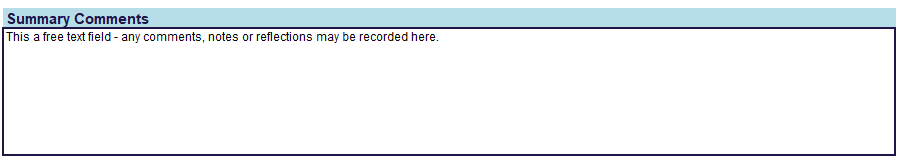 Summary Comments
This a free text field - any comments, notes or reflections may be recorded here.